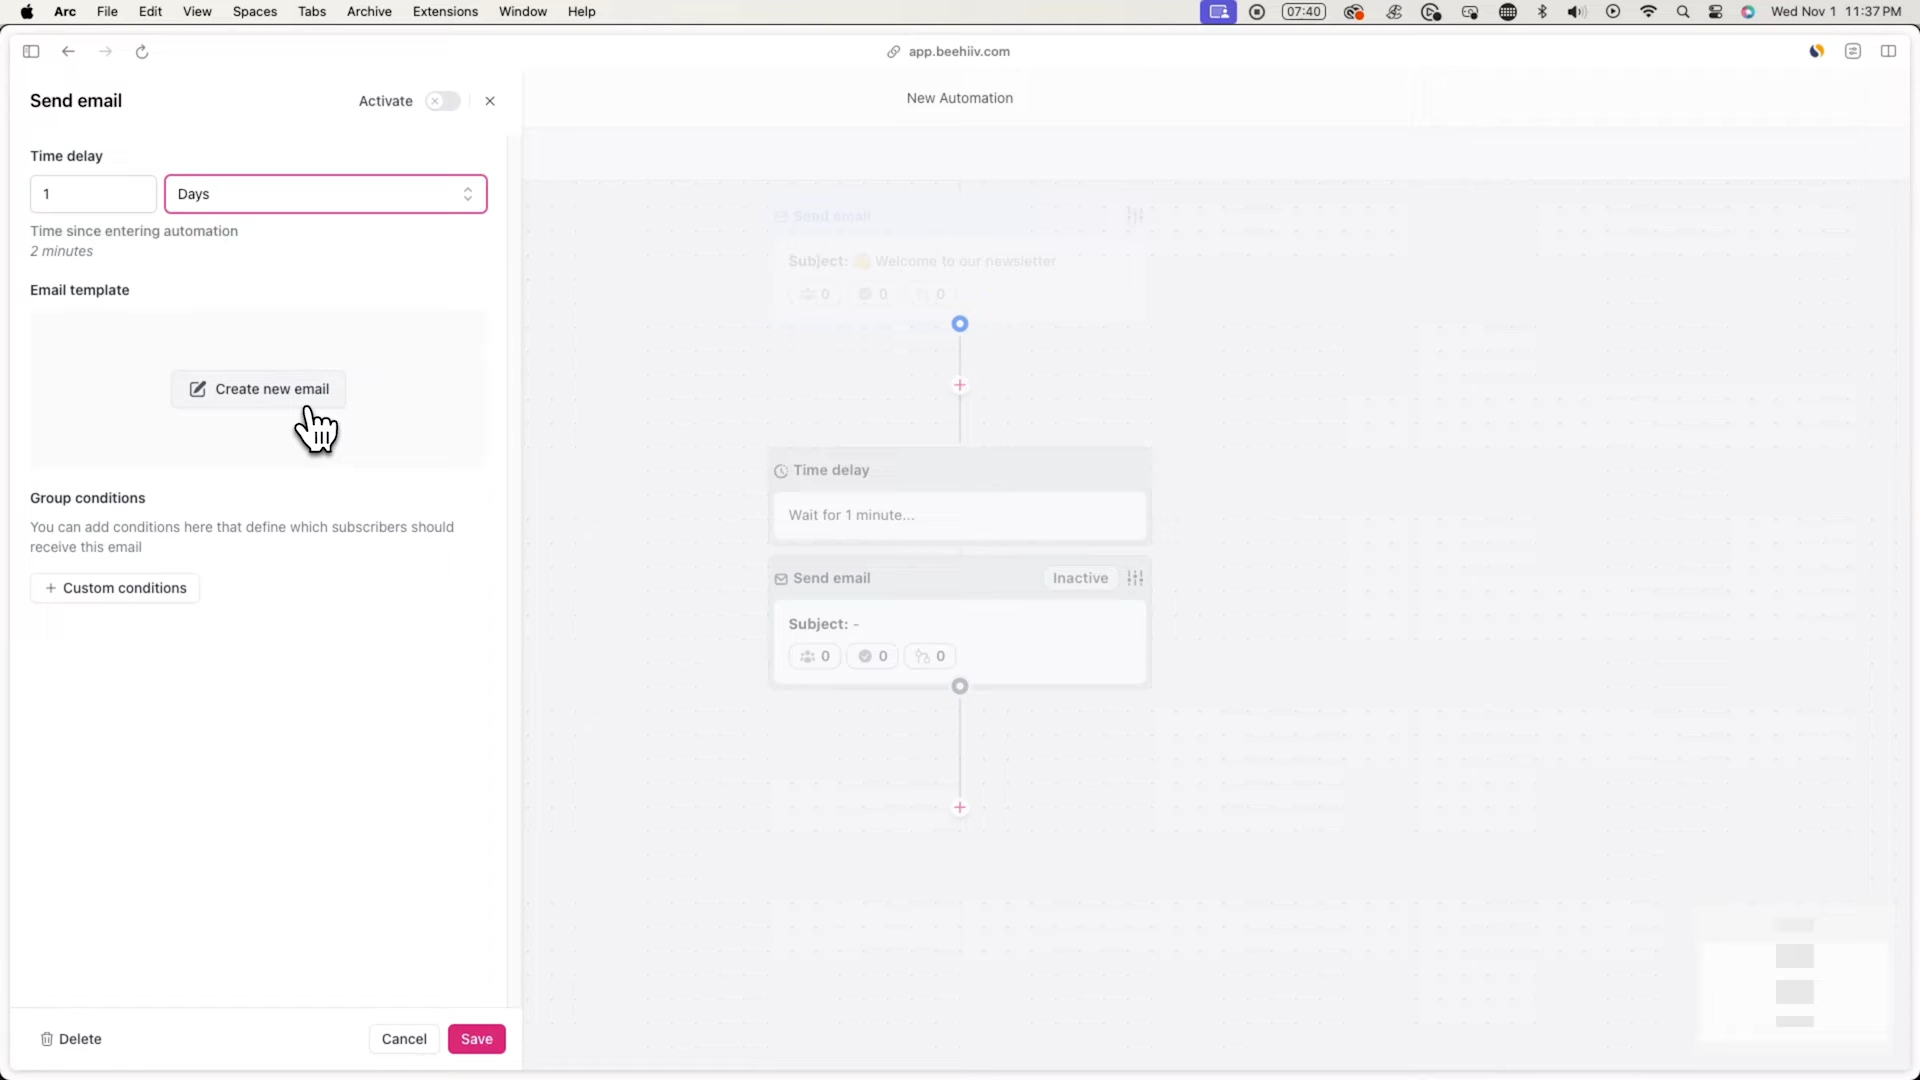 Arc File Edit View Spaces Tabs Archive Extensions Window Help 07:40 Wed Nov 1 11:37 PM
app.beehiiv.com
Send email Activate
New Automation
Time delay
1 Days
Time since entering automation
2 minutes
Email template
Create new email
Group conditions
You can add conditions here that define which subscribers should
receive this email
+ Custom conditions
Delete Cancel Save
Send email
Subject: 👋 Welcome to our newsletter
0 0 0
Time delay
Wait for 1 minute...
Send email Inactive
Subject: -
0 0 0